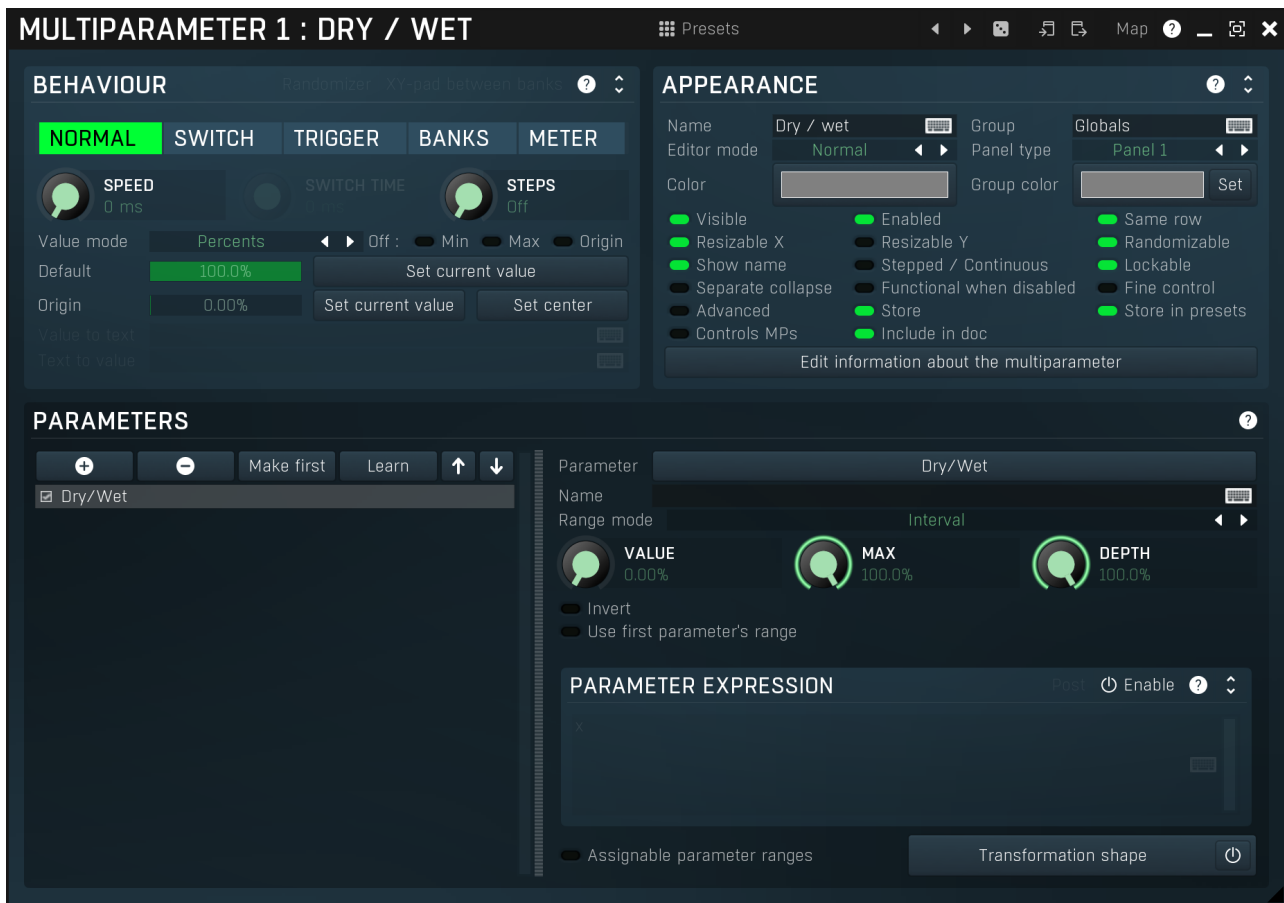 MULTIPARAMETER 1 : DRY / WET
Presets
Map
BEHAVIOUR
Randomizer XY-pad between banks
NORMAL SWITCH TRIGGER BANKS METER
SPEED
0 ms
SWITCH TIME
STEPS
Off
Value mode Percents Off : Min Max Origin
Default 100.0% Set current value
Origin 0.00% Set current value Set center
Value to text
Text to value
APPEARANCE
Name Dry / wet Group Globals
Editor mode Normal Panel type Panel 1
Color Group color Set
Visible Enabled Same row
Resizable X Resizable Y Randomizable
Show name Stepped / Continuous Lockable
Separate collapse Functional when disabled Fine control
Advanced Store Store in presets
Controls MPs Include in doc
Edit information about the multiparameter
PARAMETERS
Make first Learn
Dry/Wet
Parameter Dry/Wet
Name
Range mode Interval
VALUE
0.00%
MAX
100.0%
DEPTH
100.0%
Invert
Use first parameter's range
PARAMETER EXPRESSION Post Enable
x
Assignable parameter ranges Transformation shape